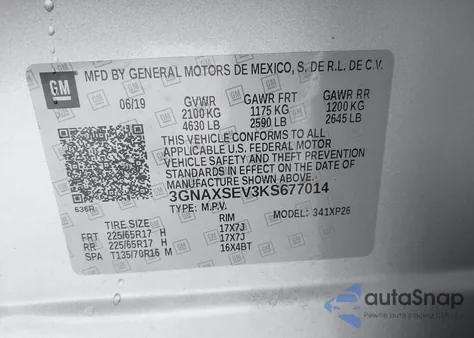 GM
MFD BY GENERAL MOTORS DE MEXICO, S. DE R.L. DE C.V.
06/19 GVWR GAWR FRT GAWR RR
2100 KG 1175 KG 1200 KG
4630 LB 2590 LB 2645 LB
THIS VEHICLE CONFORMS TO ALL
APPLICABLE U.S. FEDERAL MOTOR
VEHICLE SAFETY AND THEFT PREVENTION
STANDARDS IN EFFECT ON THE DATE OF
MANUFACTURE SHOWN ABOVE.
3GNAXSEV3KS677014
636R
TYPE: M.P.V. MODEL: 341XP26
TIRE SIZE RIM
FRT 225/65R17 H 17X7J
RR 225/65R17 H 17X7J
SPA T135/70R16 M 16X4BT
autoSnap